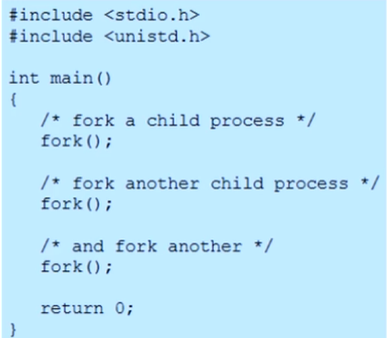 #include <stdio.h>
#include <unistd.h>
int main()
{
/* fork a child process */
fork();
/* fork another child process */
fork();
/* and fork another */
fork();
return 0;
}